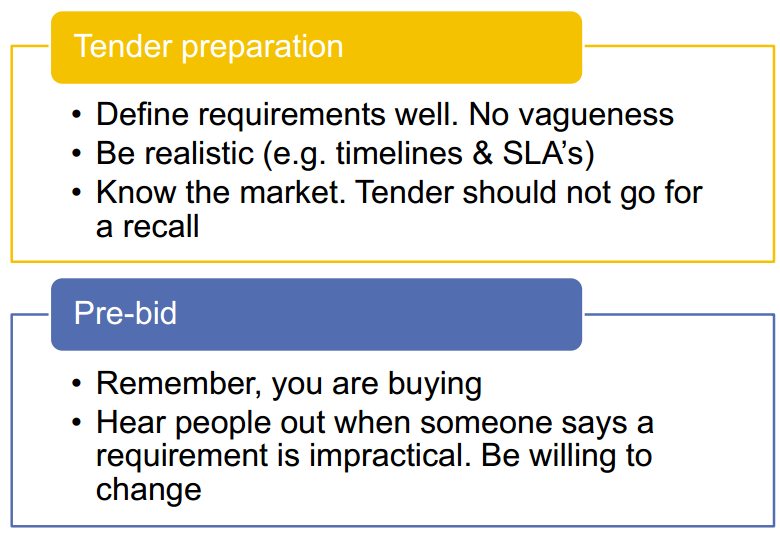 Tender preparation
• Define requirements well. No vagueness
• Be realistic (e.g. timelines & SLA’s)
• Know the market. Tender should not go for
a recall
Pre-bid
• Remember, you are buying
• Hear people out when someone says a
requirement is impractical. Be willing to
change